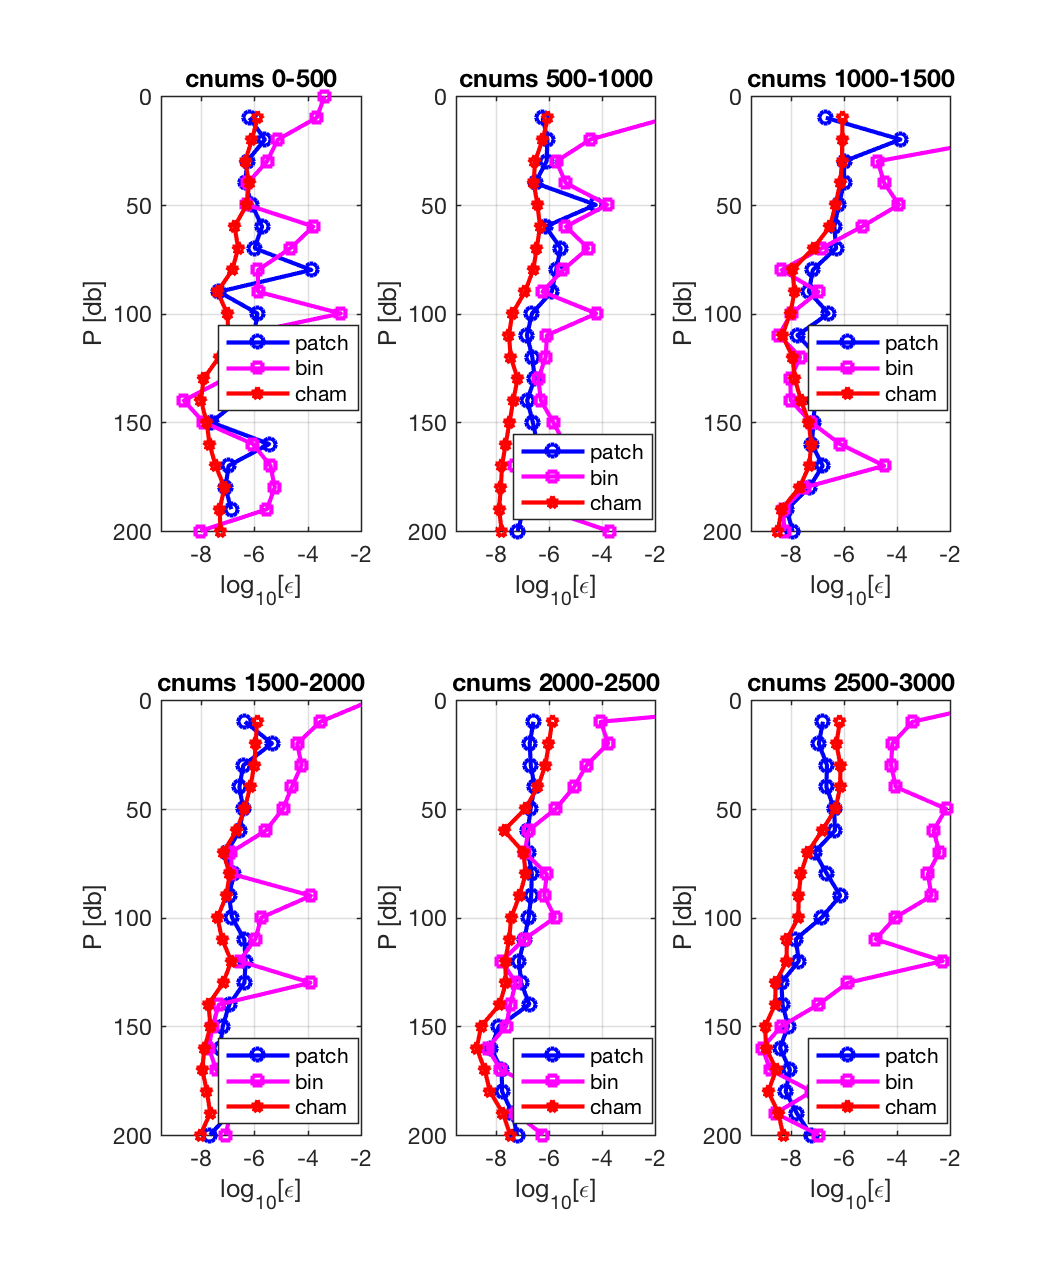 cnums 0-500
0
50
100
150
200
P [db]
-8 -6 -4 -2
log10[ϵ]
patch
bin
cham
cnums 500-1000
0
50
100
150
200
P [db]
-8 -6 -4 -2
log10[ϵ]
patch
bin
cham
cnums 1000-1500
0
50
100
150
200
P [db]
-8 -6 -4 -2
log10[ϵ]
patch
bin
cham
cnums 1500-2000
0
50
100
150
200
P [db]
-8 -6 -4 -2
log10[ϵ]
patch
bin
cham
cnums 2000-2500
0
50
100
150
200
P [db]
-8 -6 -4 -2
log10[ϵ]
patch
bin
cham
cnums 2500-3000
0
50
100
150
200
P [db]
-8 -6 -4 -2
log10[ϵ]
patch
bin
cham